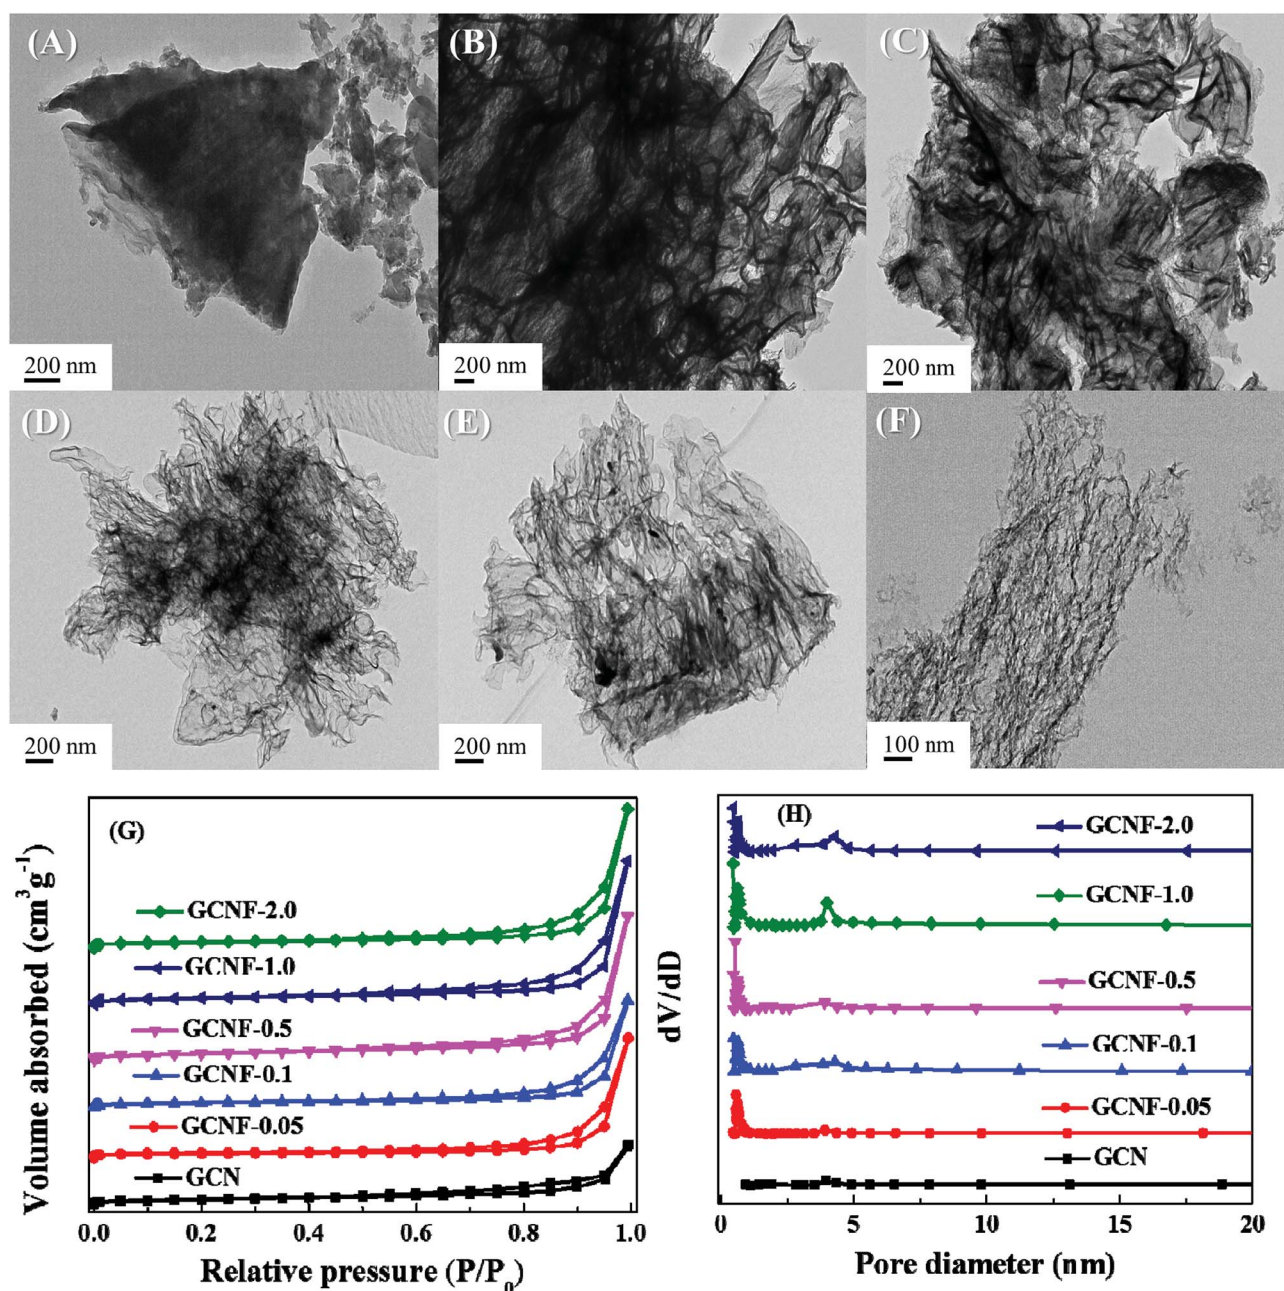 (A)
(B)
(C)
200 nm
200 nm
200 nm
(D)
(E)
(F)
200 nm
200 nm
100 nm
(G)
GCNF-2.0
GCNF-1.0
GCNF-0.5
GCNF-0.1
GCNF-0.05
GCN
Volume absorbed (cm³g⁻¹)
0.0 0.2 0.4 0.6 0.8 1.0
Relative pressure (P/P₀)
(H)
GCNF-2.0
GCNF-1.0
GCNF-0.5
GCNF-0.1
GCNF-0.05
GCN
dV/dD
0 5 10 15 20
Pore diameter (nm)